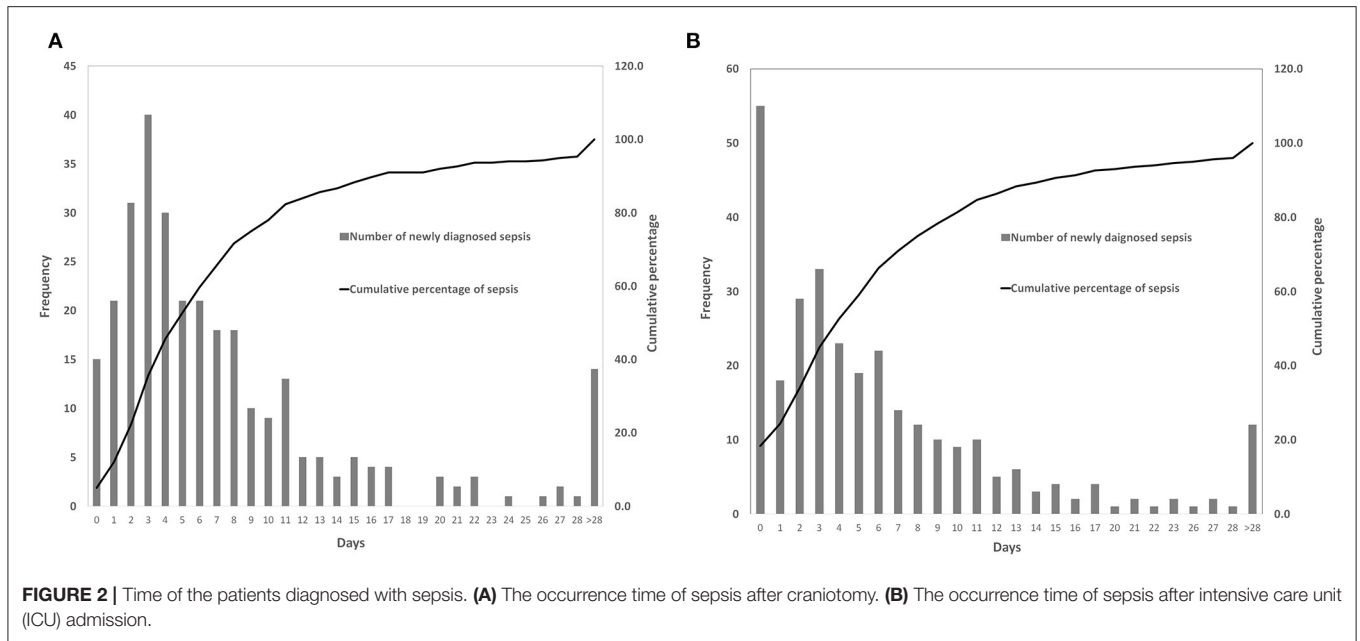 A
45
40
35
30
25
20
15
10
5
0
Frequency
120.0
100.0
80.0
60.0
40.0
20.0
0.0
Cumulative percentage
Number of newly diagnosed sepsis
Cumulative percentage of sepsis
0 1 2 3 4 5 6 7 8 9 10 11 12 13 14 15 16 17 18 19 20 21 22 23 24 25 26 27 28 >28
Days
B
60
50
40
30
20
10
0
Frequency
120.0
100.0
80.0
60.0
40.0
20.0
0.0
Cumulative percentage
Number of newly daignosed sepsis
Cumulative percentage of sepsis
0 1 2 3 4 5 6 7 8 9 10 11 12 13 14 15 16 17 20 21 22 23 26 27 28 >28
Days
FIGURE 2 | Time of the patients diagnosed with sepsis. (A) The occurrence time of sepsis after craniotomy. (B) The occurrence time of sepsis after intensive care unit
(ICU) admission.